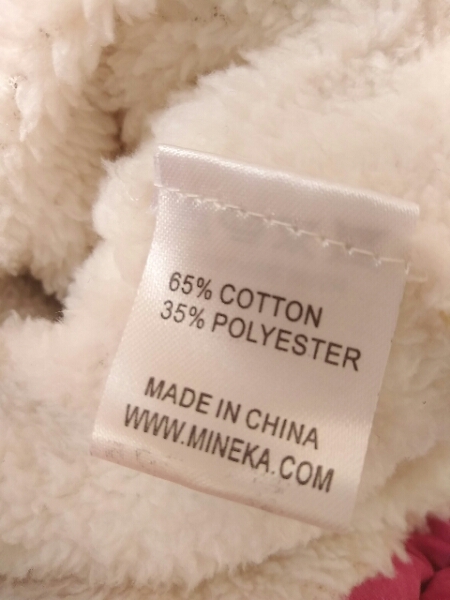 65% COTTON
35% POLYESTER
MADE IN CHINA
WWW.MINEKA.COM